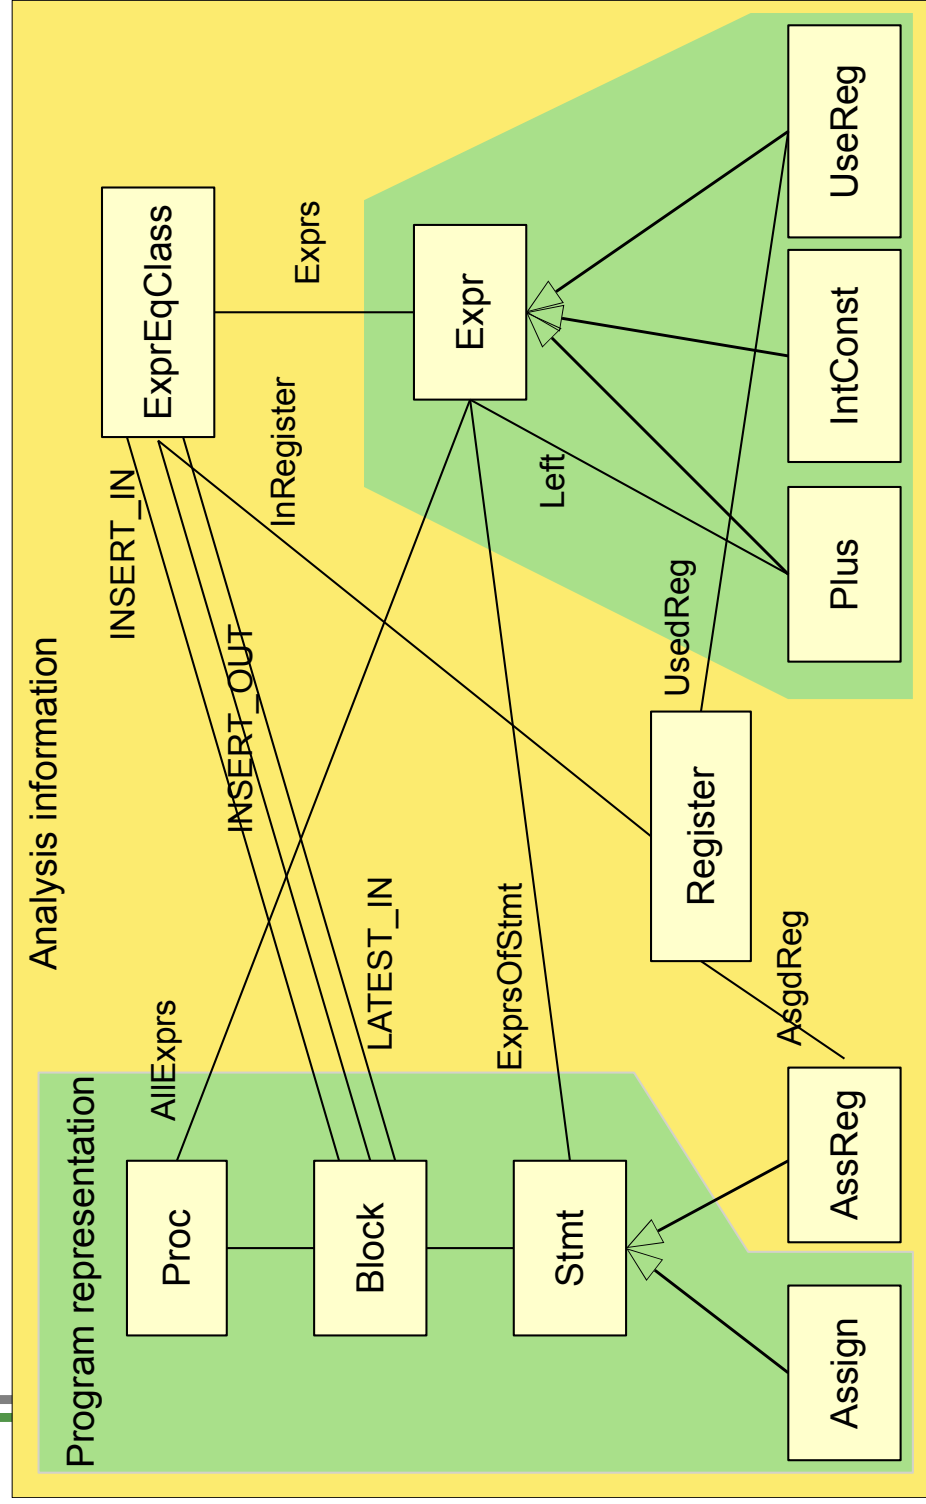 Analysis information
Program representation
Proc
AllExprs
INSERT_IN
ExprEqClass
INSERT_OUT
Block
LATEST_IN
InRegister
Exprs
Stmt
ExprsOfStmt
Left
Expr
Register
UsedReg
AsgdReg
Assign
AssReg
Plus
IntConst
UseReg